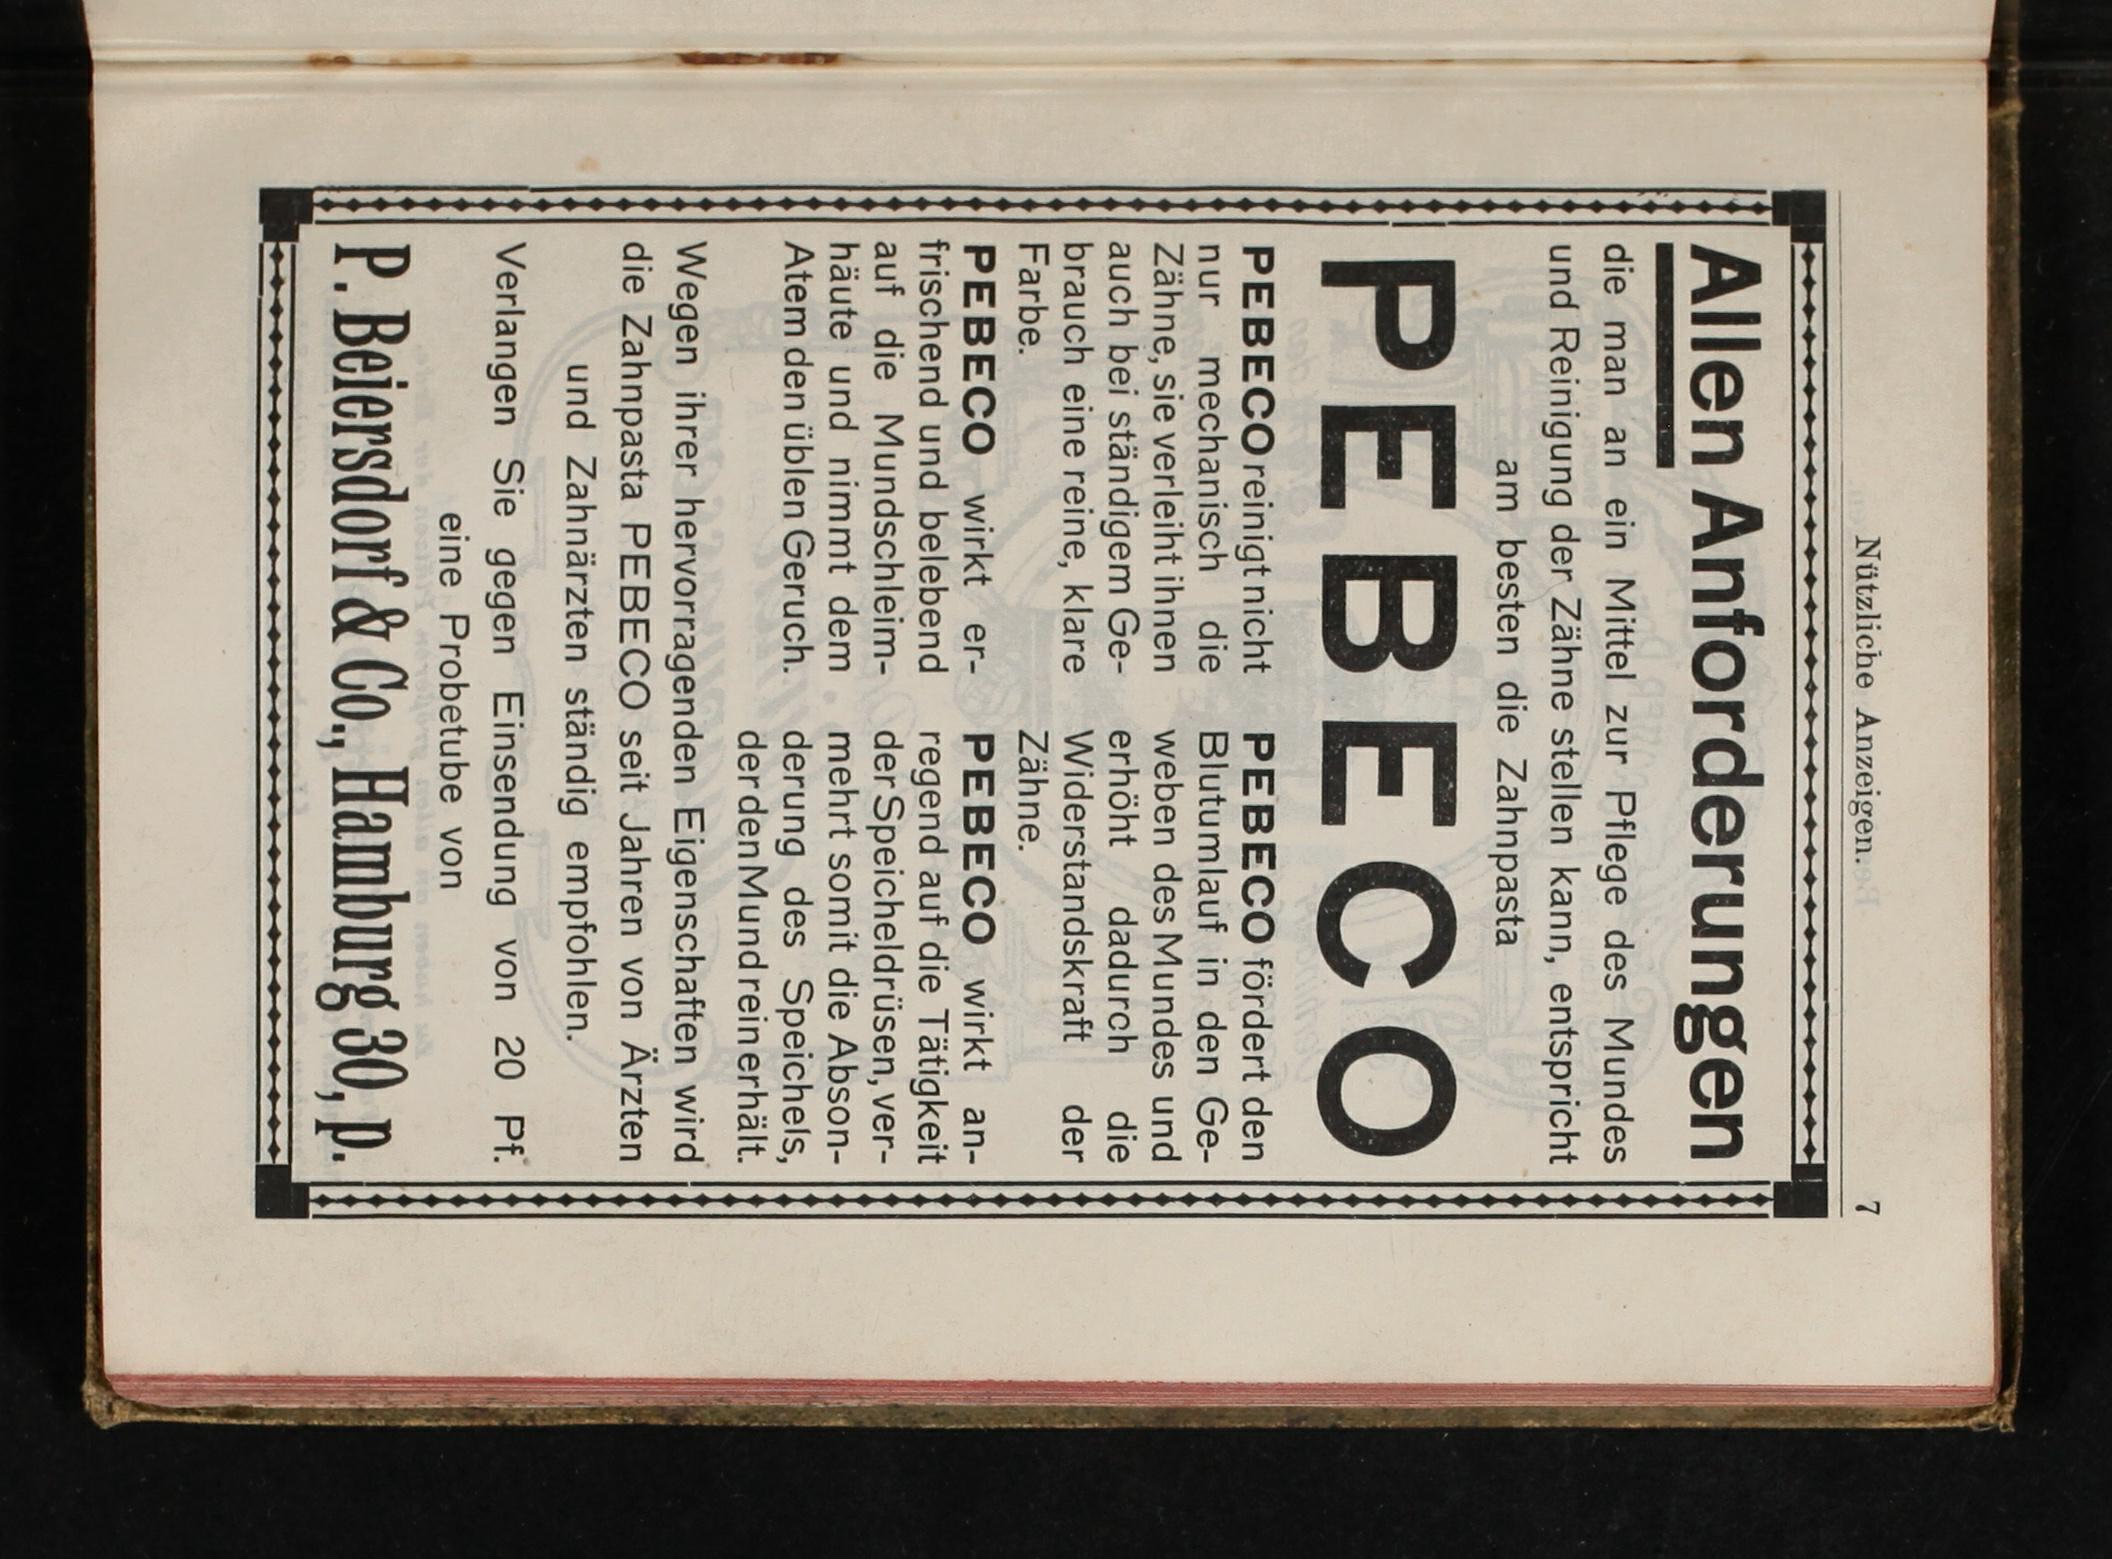 Nützliche Anzeigen. 7
Allen Anforderungen
die man an ein Mittel zur Pflege des Mundes
und Reinigung der Zähne stellen kann, entspricht
am besten die Zahnpasta
PEBECO
PEBECO reinigt nicht
nur mechanisch die
Zähne, sie verleiht ihnen
auch bei ständigem Ge-
brauch eine reine, klare
Farbe.
PEBECO wirkt er-
frischend und belebend
auf die Mundschleim-
häute und nimmt dem
Atem den üblen Geruch.
PEBECO fördert den
Blutumlauf in den Ge-
weben des Mundes und
erhöht dadurch die
Widerstandskraft der
Zähne.
PEBECO wirkt an-
regend auf die Tätigkeit
der Speicheldrüsen, ver-
mehrt somit die Abson-
derung des Speichels,
der den Mund rein erhält.
Wegen ihrer hervorragenden Eigenschaften wird
die Zahnpasta PEBECO seit Jahren von Ärzten
und Zahnärzten ständig empfohlen.
Verlangen Sie gegen Einsendung von 20 Pf.
eine Probetube von
P. Beiersdorf & Co., Hamburg 30, p.